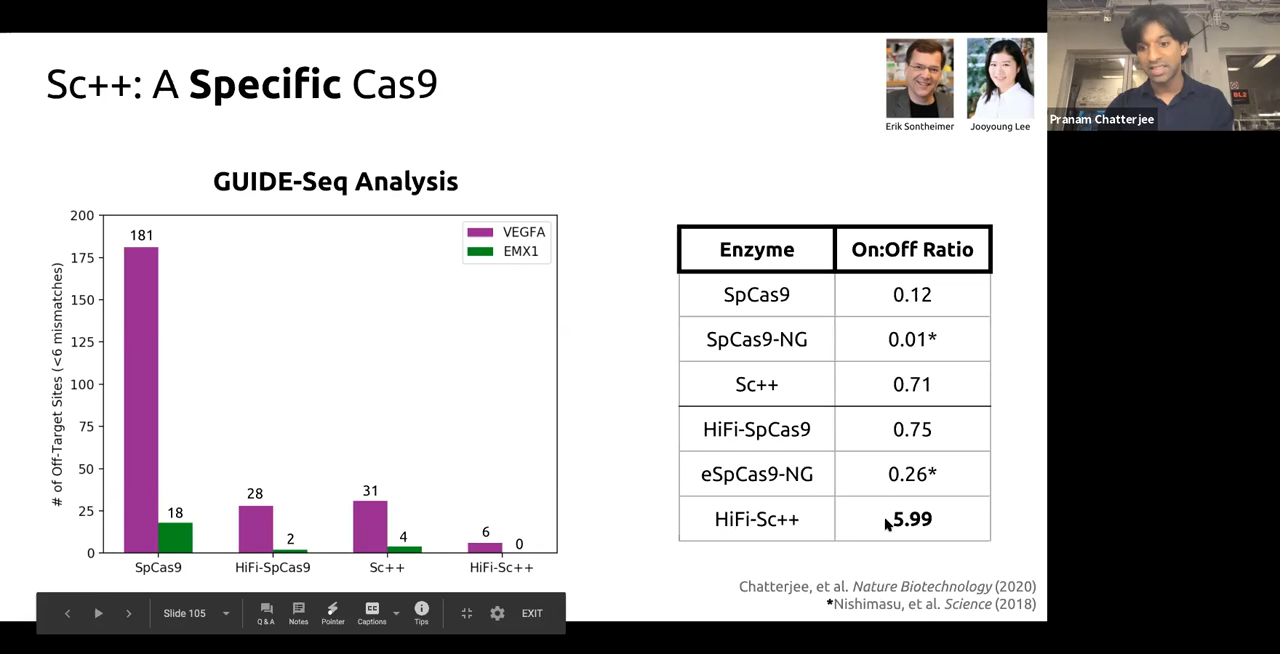 Sc++: A Specific Cas9
Erik Sontheimer
Jooyoung Lee
Pranam Chatterjee
BL2
GUIDE-Seq Analysis
# of Off-Target Sites (<6 mismatches)
200
175
150
125
100
75
50
25
0
VEGFA
EMX1
181
18
28
2
31
4
6
0
SpCas9
HiFi-SpCas9
Sc++
HiFi-Sc++
Enzyme On:Off Ratio
SpCas9 0.12
SpCas9-NG 0.01*
Sc++ 0.71
HiFi-SpCas9 0.75
eSpCas9-NG 0.26*
HiFi-Sc++ 5.99
Chatterjee, et al. Nature Biotechnology (2020)
*Nishimasu, et al. Science (2018)
Slide 105
Q & A
Notes
Pointer
CC
Captions
Tips
EXIT